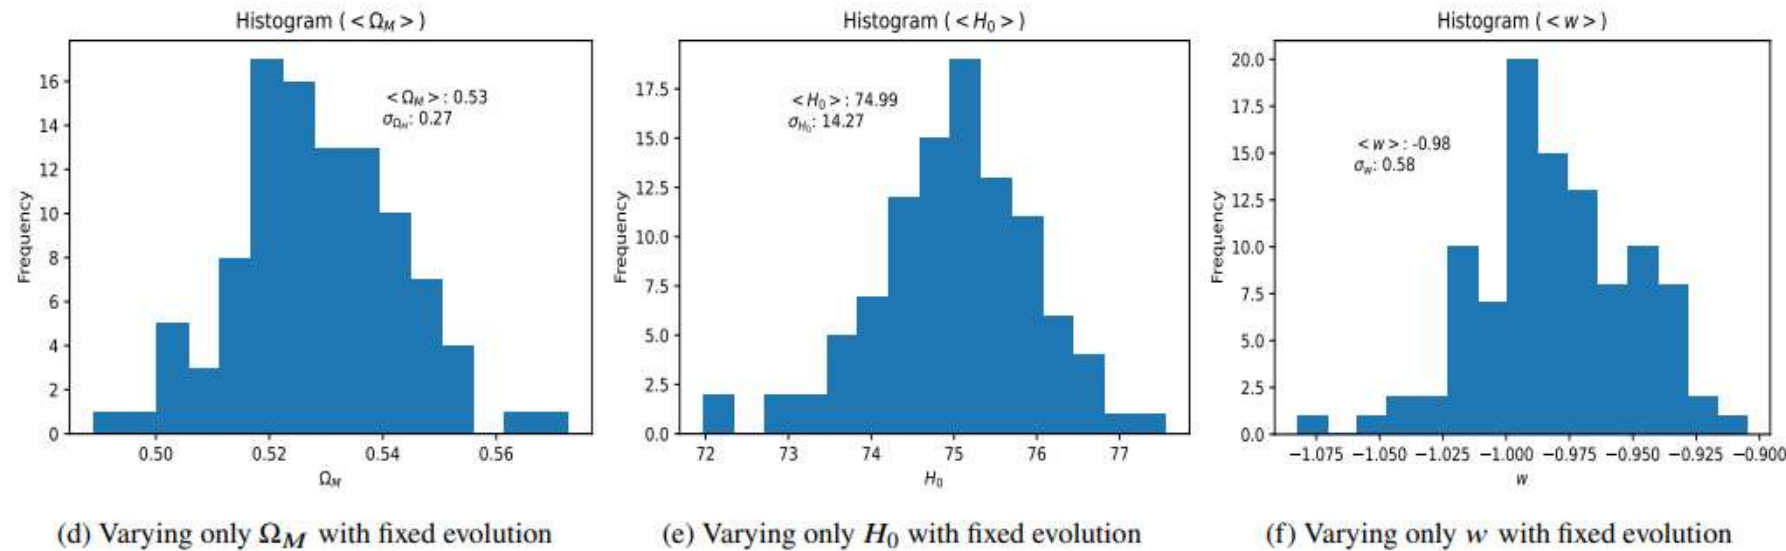 Histogram (<Ω_M>)
<Ω_M>: 0.53
σ_Ω_M: 0.27
Frequency
16
14
12
10
8
6
4
2
0
0.50 0.52 0.54 0.56
Ω_M
(d) Varying only Ω_M with fixed evolution
Histogram (<H_0>)
<H_0>: 74.99
σ_H_0: 14.27
Frequency
17.5
15.0
12.5
10.0
7.5
5.0
2.5
0.0
72 73 74 75 76 77
H_0
(e) Varying only H_0 with fixed evolution
Histogram (<w>)
<w>: -0.98
σ_w: 0.58
Frequency
20.0
17.5
15.0
12.5
10.0
7.5
5.0
2.5
0.0
−1.075 −1.050 −1.025 −1.000 −0.975 −0.950 −0.925 −0.900
w
(f) Varying only w with fixed evolution